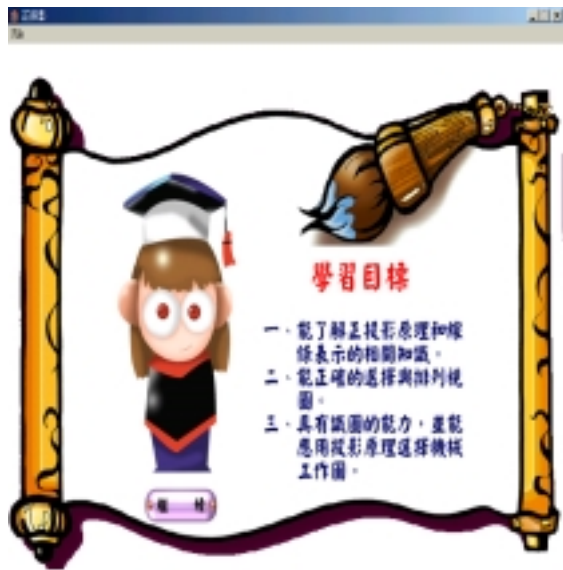 學習目標
一、能了解正投影原理和線
條表示的相關知識。
二、能正確的選擇與排列視
圖。
三、具有識圖的能力，並能
應用投影原理選擇機械
工作圖。